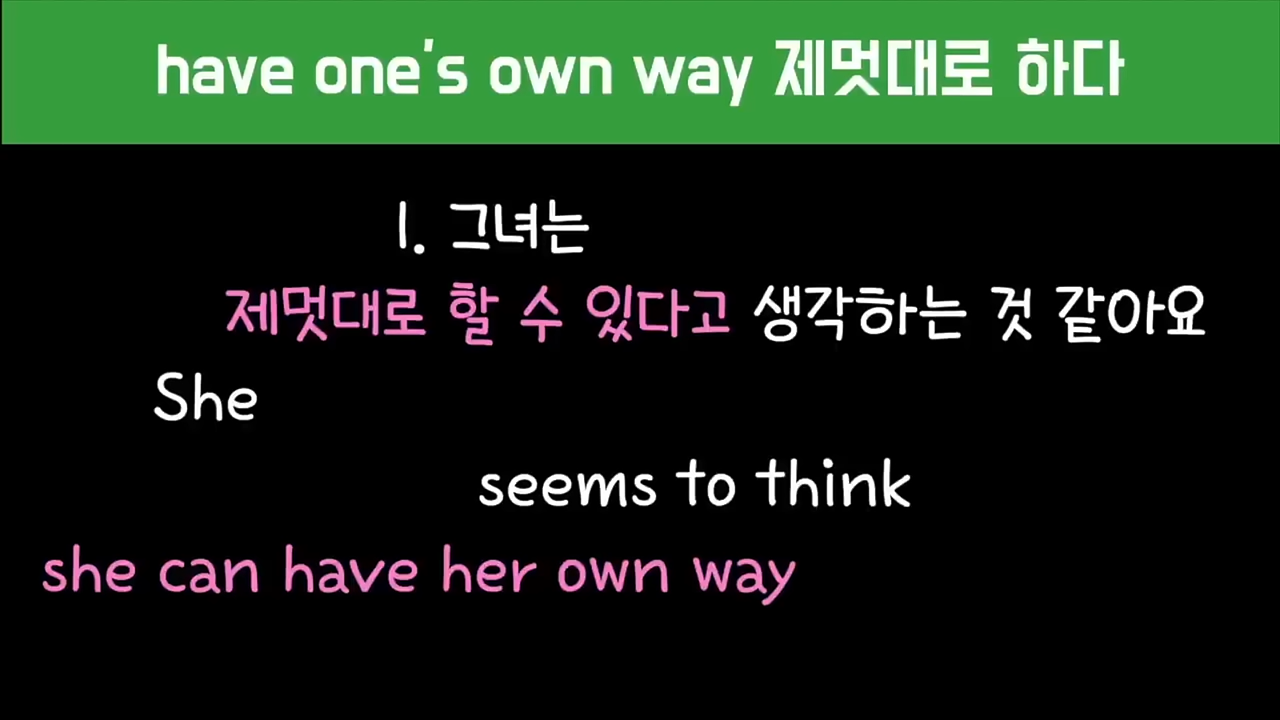 have one's own way 제멋대로 하다
1. 그녀는
제멋대로 할 수 있다고 생각하는 것 같아요
She
seems to think
she can have her own way